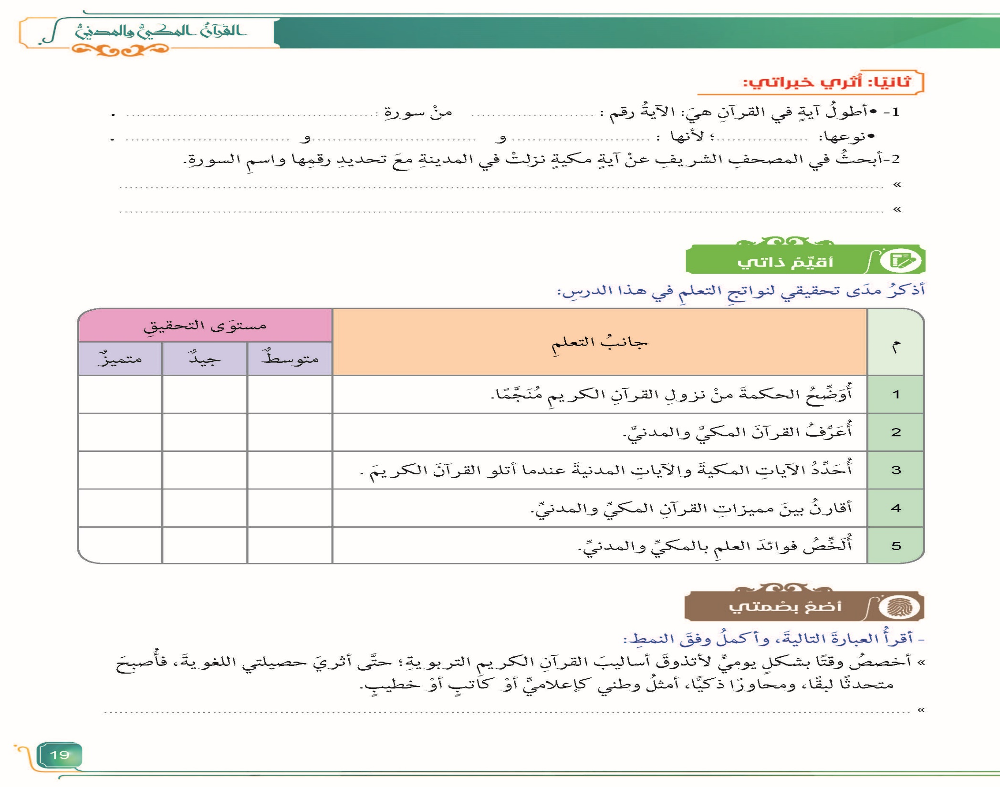 القرآنُ المكيُّ والمدنيُّ
ثانيًا: أُثري خبراتي:
1- •أطولُ آيةٍ في القرآنِ هيَ: الآيةُ رقم : ........................ منْ سورةِ : ................................................ .
•نوعها: ..................؛ لأنها : ........................... و ................................و ................................ .
2-أبحثُ في المصحفِ الشريفِ عنْ آيةٍ مكيةٍ نزلتْ في المدينةِ معَ تحديدِ رقمِها واسمِ السورةِ.
» ................................................................................
» ................................................................................
أقيِّمُ ذاتي
أذكرُ مدَى تحقيقي لنواتجِ التعلمِ في هذا الدرسِ:
م جانبُ التعلمِ مستوَى التحقيقِ
متوسطٌ جيدٌ متميزٌ
1 أُوَضِّحُ الحكمةَ منْ نزولِ القرآنِ الكريمِ مُنَجَّمًا.
2 أُعَرِّفُ القرآنَ المكيَّ والمدنيَّ.
3 أُحَدِّدُ الآياتِ المكيةَ والآياتِ المدنيةَ عندما أتلو القرآنَ الكريمَ .
4 أقارنُ بينَ مميزاتِ القرآنِ المكيِّ والمدنيِّ.
5 أُلَخِّصُ فوائدَ العلمِ بالمكيِّ والمدنيِّ.
أضعُ بصْمتي
- أقرأُ العبارةَ التاليةَ، وأكملُ وفقَ النمطِ:
» أخصصُ وقتًا بشكلٍ يوميٍّ لأتذوقَ أساليبَ القرآنِ الكريمِ التربويةِ؛ حتَّى أثريَ حصيلتي اللغويةَ، فأُصبحَ
متحدثًا لبقًا، ومحاورًا ذكيًّا، أمثلُ وطني كإعلاميٍّ أوْ كاتبٍ أوْ خطيبٍ.
» ................................................................................
19